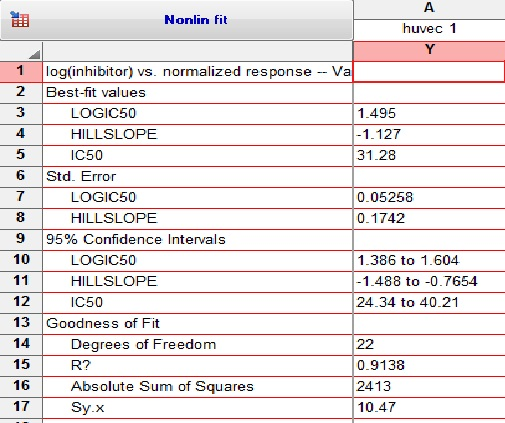 Nonlin fit A
huvec 1
Y
1 log(inhibitor) vs. normalized response -- Va
2 Best-fit values
3 LOGIC50 1.495
4 HILLSLOPE -1.127
5 IC50 31.28
6 Std. Error
7 LOGIC50 0.05258
8 HILLSLOPE 0.1742
9 95% Confidence Intervals
10 LOGIC50 1.386 to 1.604
11 HILLSLOPE -1.488 to -0.7654
12 IC50 24.34 to 40.21
13 Goodness of Fit
14 Degrees of Freedom 22
15 R? 0.9138
16 Absolute Sum of Squares 2413
17 Sy.x 10.47